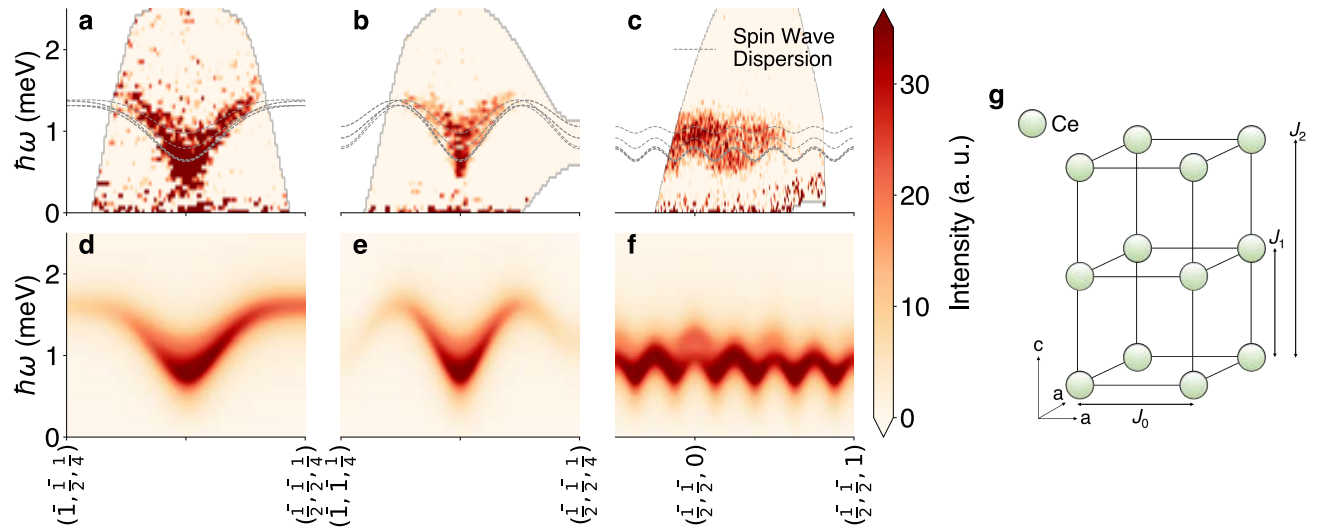 a
b
c
Spin Wave
Dispersion
ħω (meV)
2
1
0
d
e
f
ħω (meV)
2
1
0
(1̄, 1̄/2, 1/4)
(1̄/2, 1̄/2, 1/4)
(1̄, 1̄, 1/4)
(1̄/2, 1̄/2, 1/4)
(1̄/2, 1̄/2, 0)
(1̄/2, 1̄/2, 1)
30
20
10
0
Intensity (a. u.)
g
Ce
J₂
J₁
c
a
a
J₀